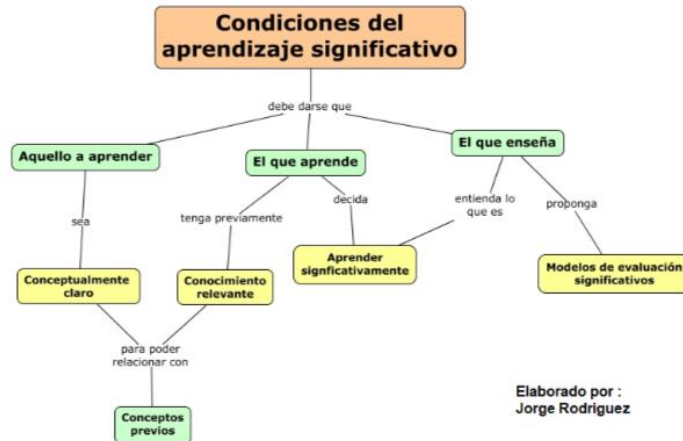 Condiciones del
aprendizaje significativo
debe darse que
Aquello a aprender
El que aprende
El que enseña
sea
tenga previamente
decida
entienda lo
que es
proponga
Conceptualmente
claro
Conocimiento
relevante
Aprender
signficativamente
Modelos de evaluación
significativos
para poder
relacionar con
Conceptos
previos
Elaborado por :
Jorge Rodriguez